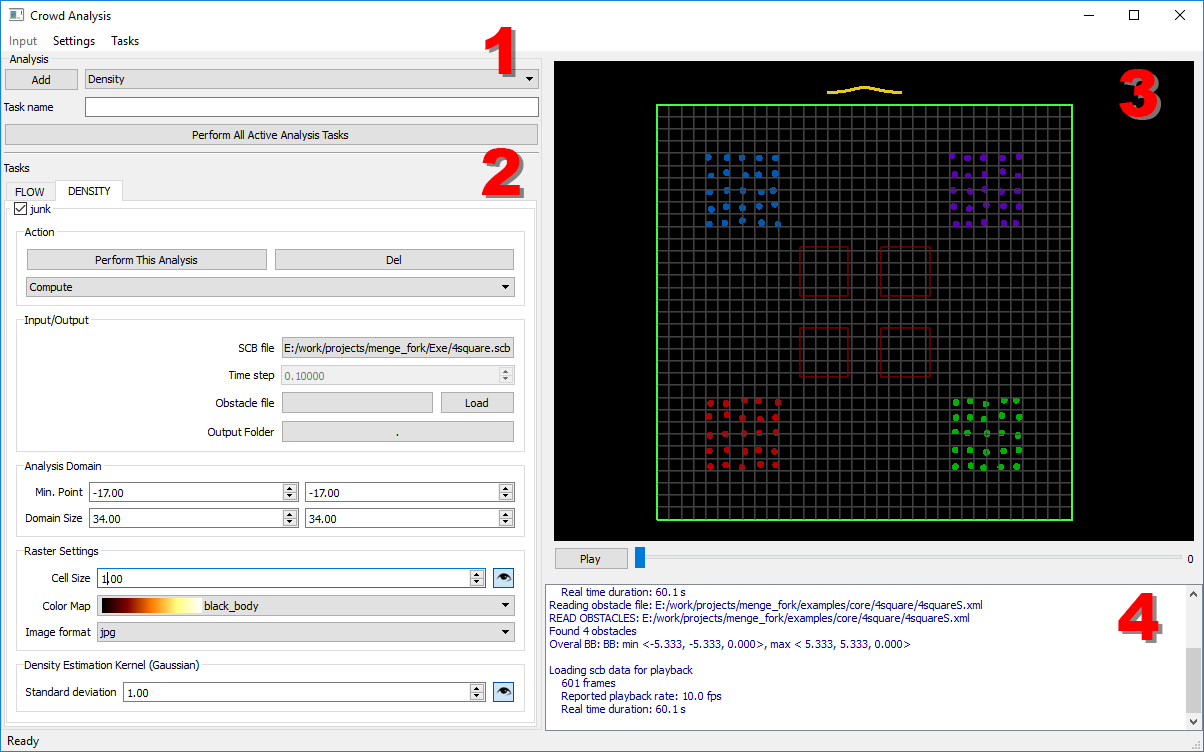 Crowd Analysis
Input Settings Tasks
1
Analysis
Add Density
Task name
Perform All Active Analysis Tasks
2
Tasks
FLOW DENSITY
junk
Action
Perform This Analysis Del
Compute
Input/Output
SCB file E:/work/projects/menge_fork/Exe/4square.scb
Time step 0.10000
Obstacle file Load
Output Folder .
Analysis Domain
Min. Point -17.00 -17.00
Domain Size 34.00 34.00
Raster Settings
Cell Size 1.00
Color Map black_body
Image format jpg
Density Estimation Kernel (Gaussian)
Standard deviation 1.00
Ready
3
Play 0
4
Real time duration: 60.1 s
Reading obstacle file: E:/work/projects/menge_fork/examples/core/4square/4squareS.xml
READ OBSTACLES: E:/work/projects/menge_fork/examples/core/4square/4squareS.xml
Found 4 obstacles
Overal BB: BB: min <-5.333, -5.333, 0.000>, max < 5.333, 5.333, 0.000>
Loading scb data for playback
601 frames
Reported playback rate: 10.0 fps
Real time duration: 60.1 s